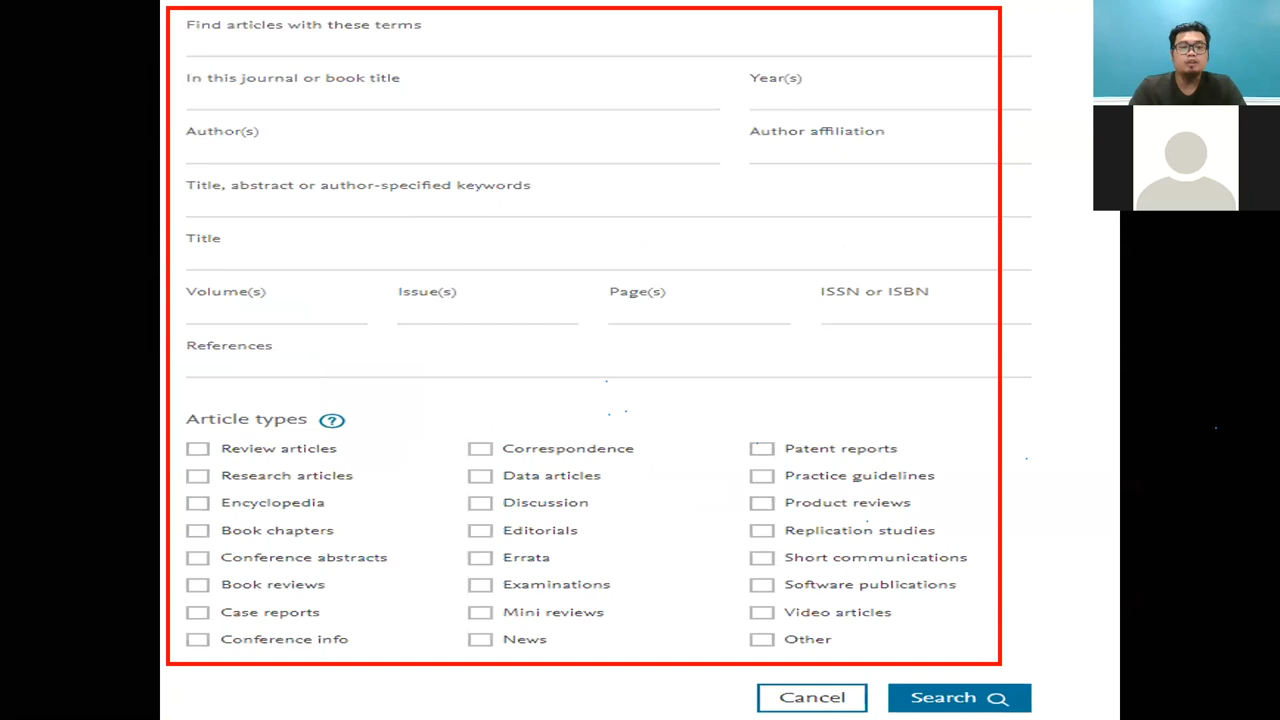 Find articles with these terms
In this journal or book title Year(s)
Author(s) Author affiliation
Title, abstract or author-specified keywords
Title
Volume(s) Issue(s) Page(s) ISSN or ISBN
References
Article types ?
Review articles Correspondence Patent reports
Research articles Data articles Practice guidelines
Encyclopedia Discussion Product reviews
Book chapters Editorials Replication studies
Conference abstracts Errata Short communications
Book reviews Examinations Software publications
Case reports Mini reviews Video articles
Conference info News Other
Cancel Search